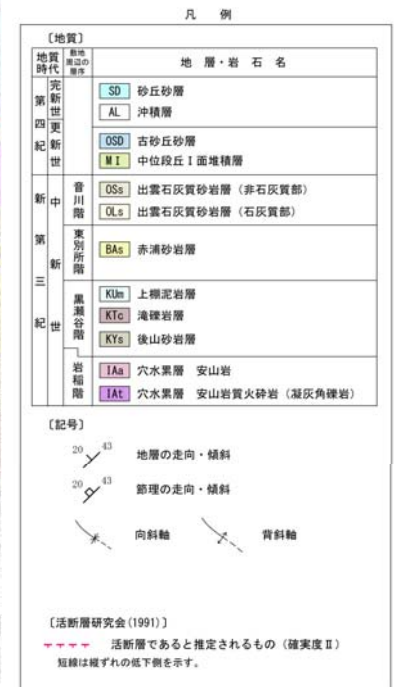 凡 例
〔地質〕
地質時代 敷地周辺の層序 地 層・岩 石 名
第四紀 完新世 SD 砂丘砂層
AL 沖積層
更新世 OSD 古砂丘砂層
MI 中位段丘Ⅰ面堆積層
新第三紀 中新世 音川階 OSs 出雲石灰質砂岩層（非石灰質部）
OLs 出雲石灰質砂岩層（石灰質部）
東別所階 BAs 赤浦砂岩層
黒瀬谷階 KUm 上棚泥岩層
KTc 滝礫岩層
KYs 後山砂岩層
岩稲階 IAa 穴水累層 安山岩
IAt 穴水累層 安山岩質火砕岩（凝灰角礫岩）
〔記号〕
20 43 地層の走向・傾斜
20 43 節理の走向・傾斜
向斜軸 背斜軸
〔活断層研究会(1991)〕
活断層であると推定されるもの（確実度Ⅱ）
短線は縦ずれの低下側を示す。